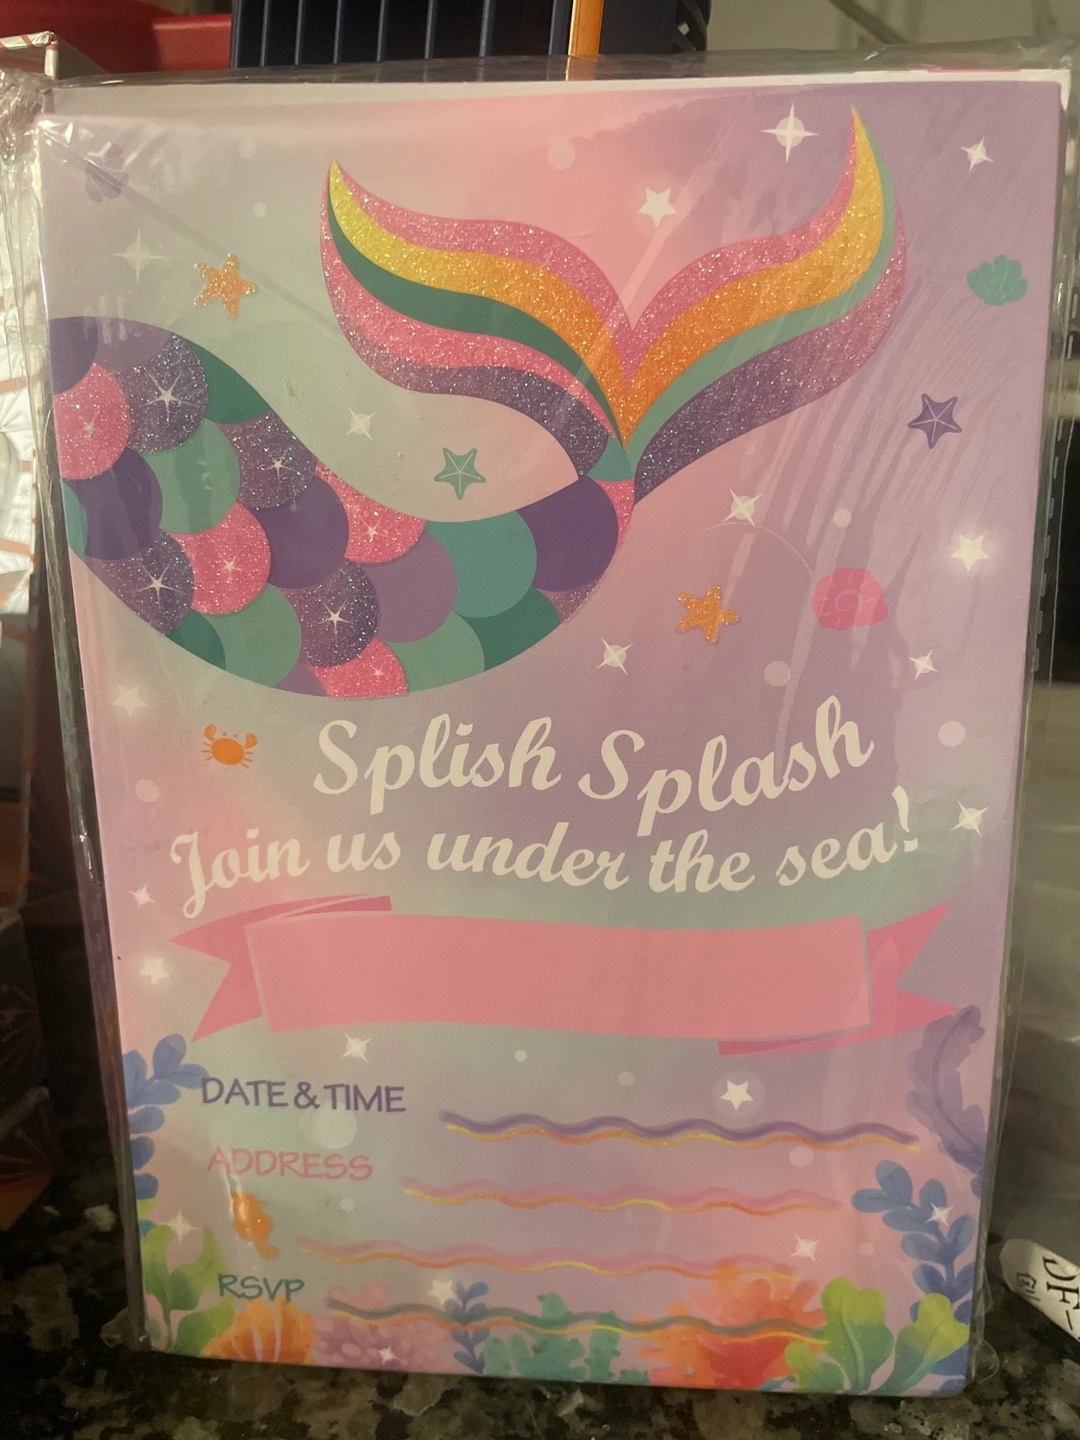 Splish Splash
Join us under the sea!
DATE & TIME
ADDRESS
RSVP